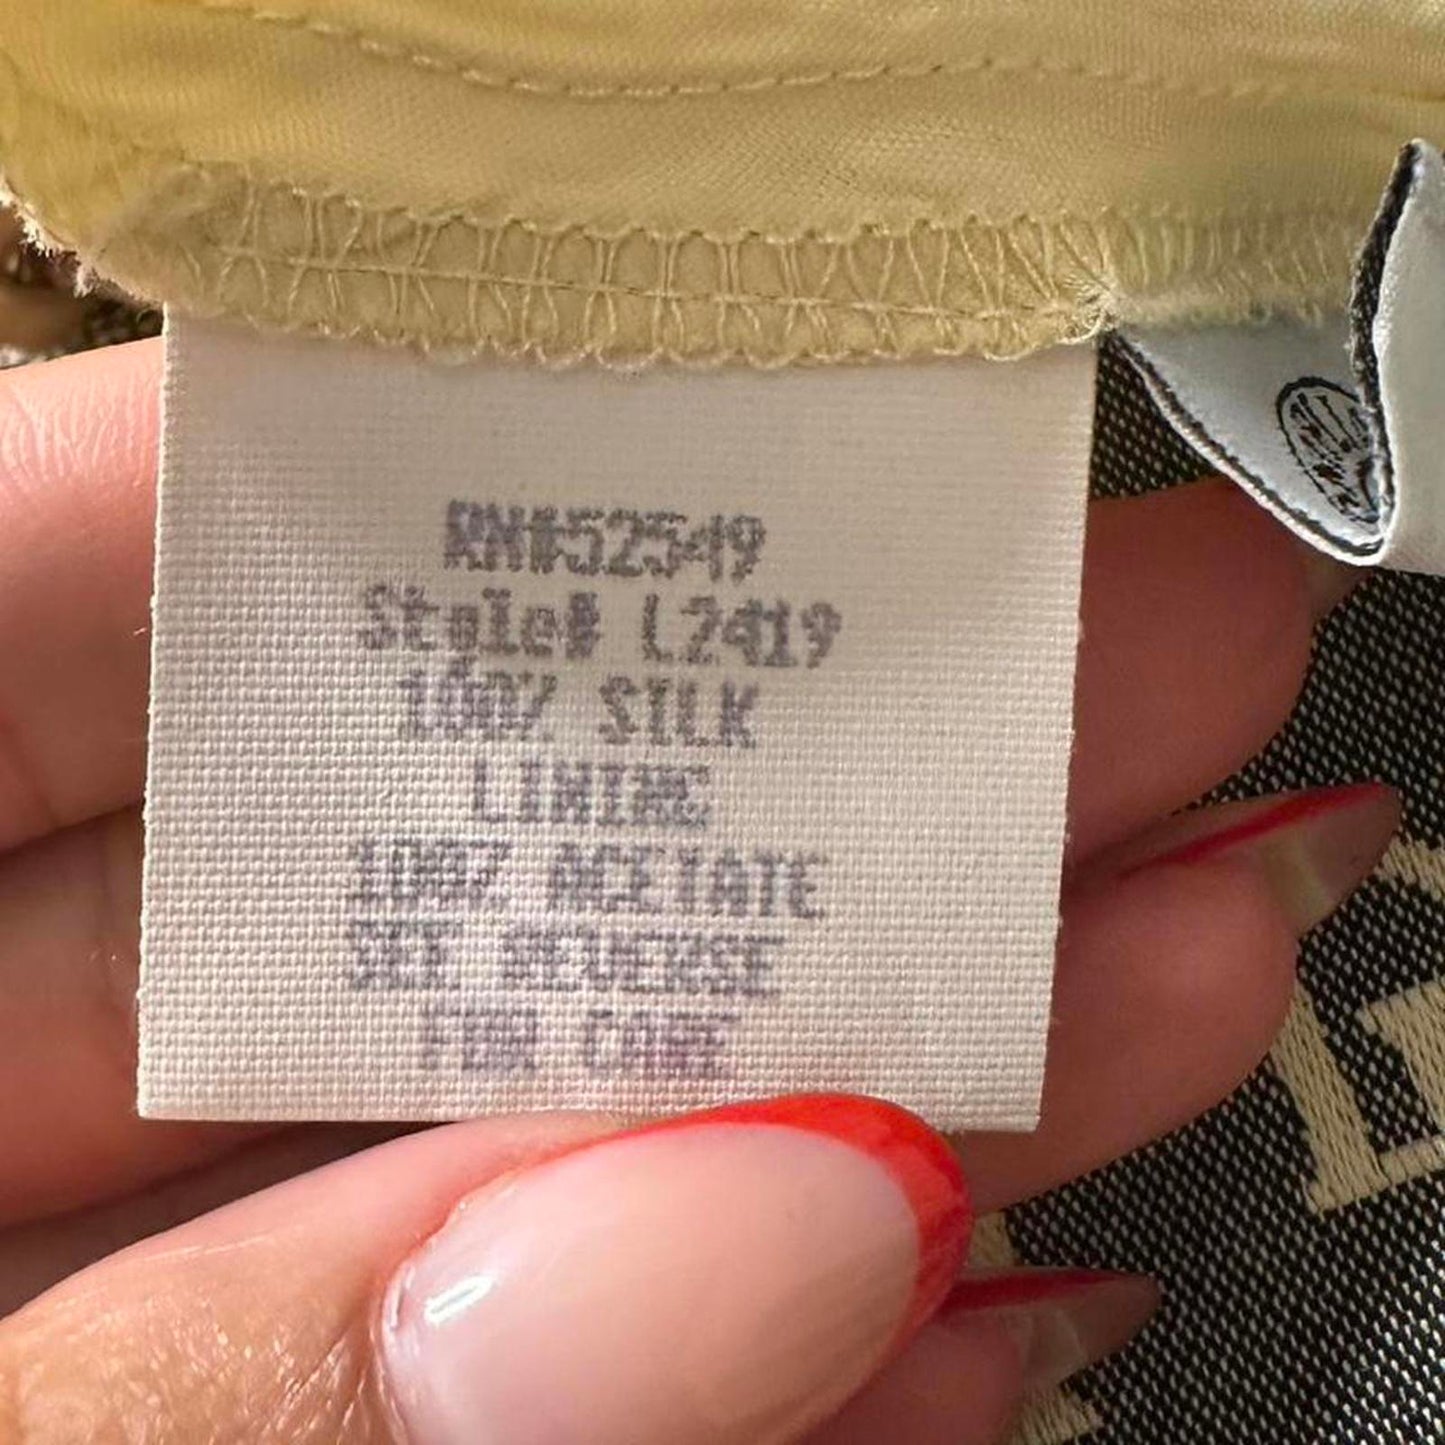 RN#52549
Style# L2419
100% SILK
LINING
100% ACETATE
SEE REVERSE
FOR CARE